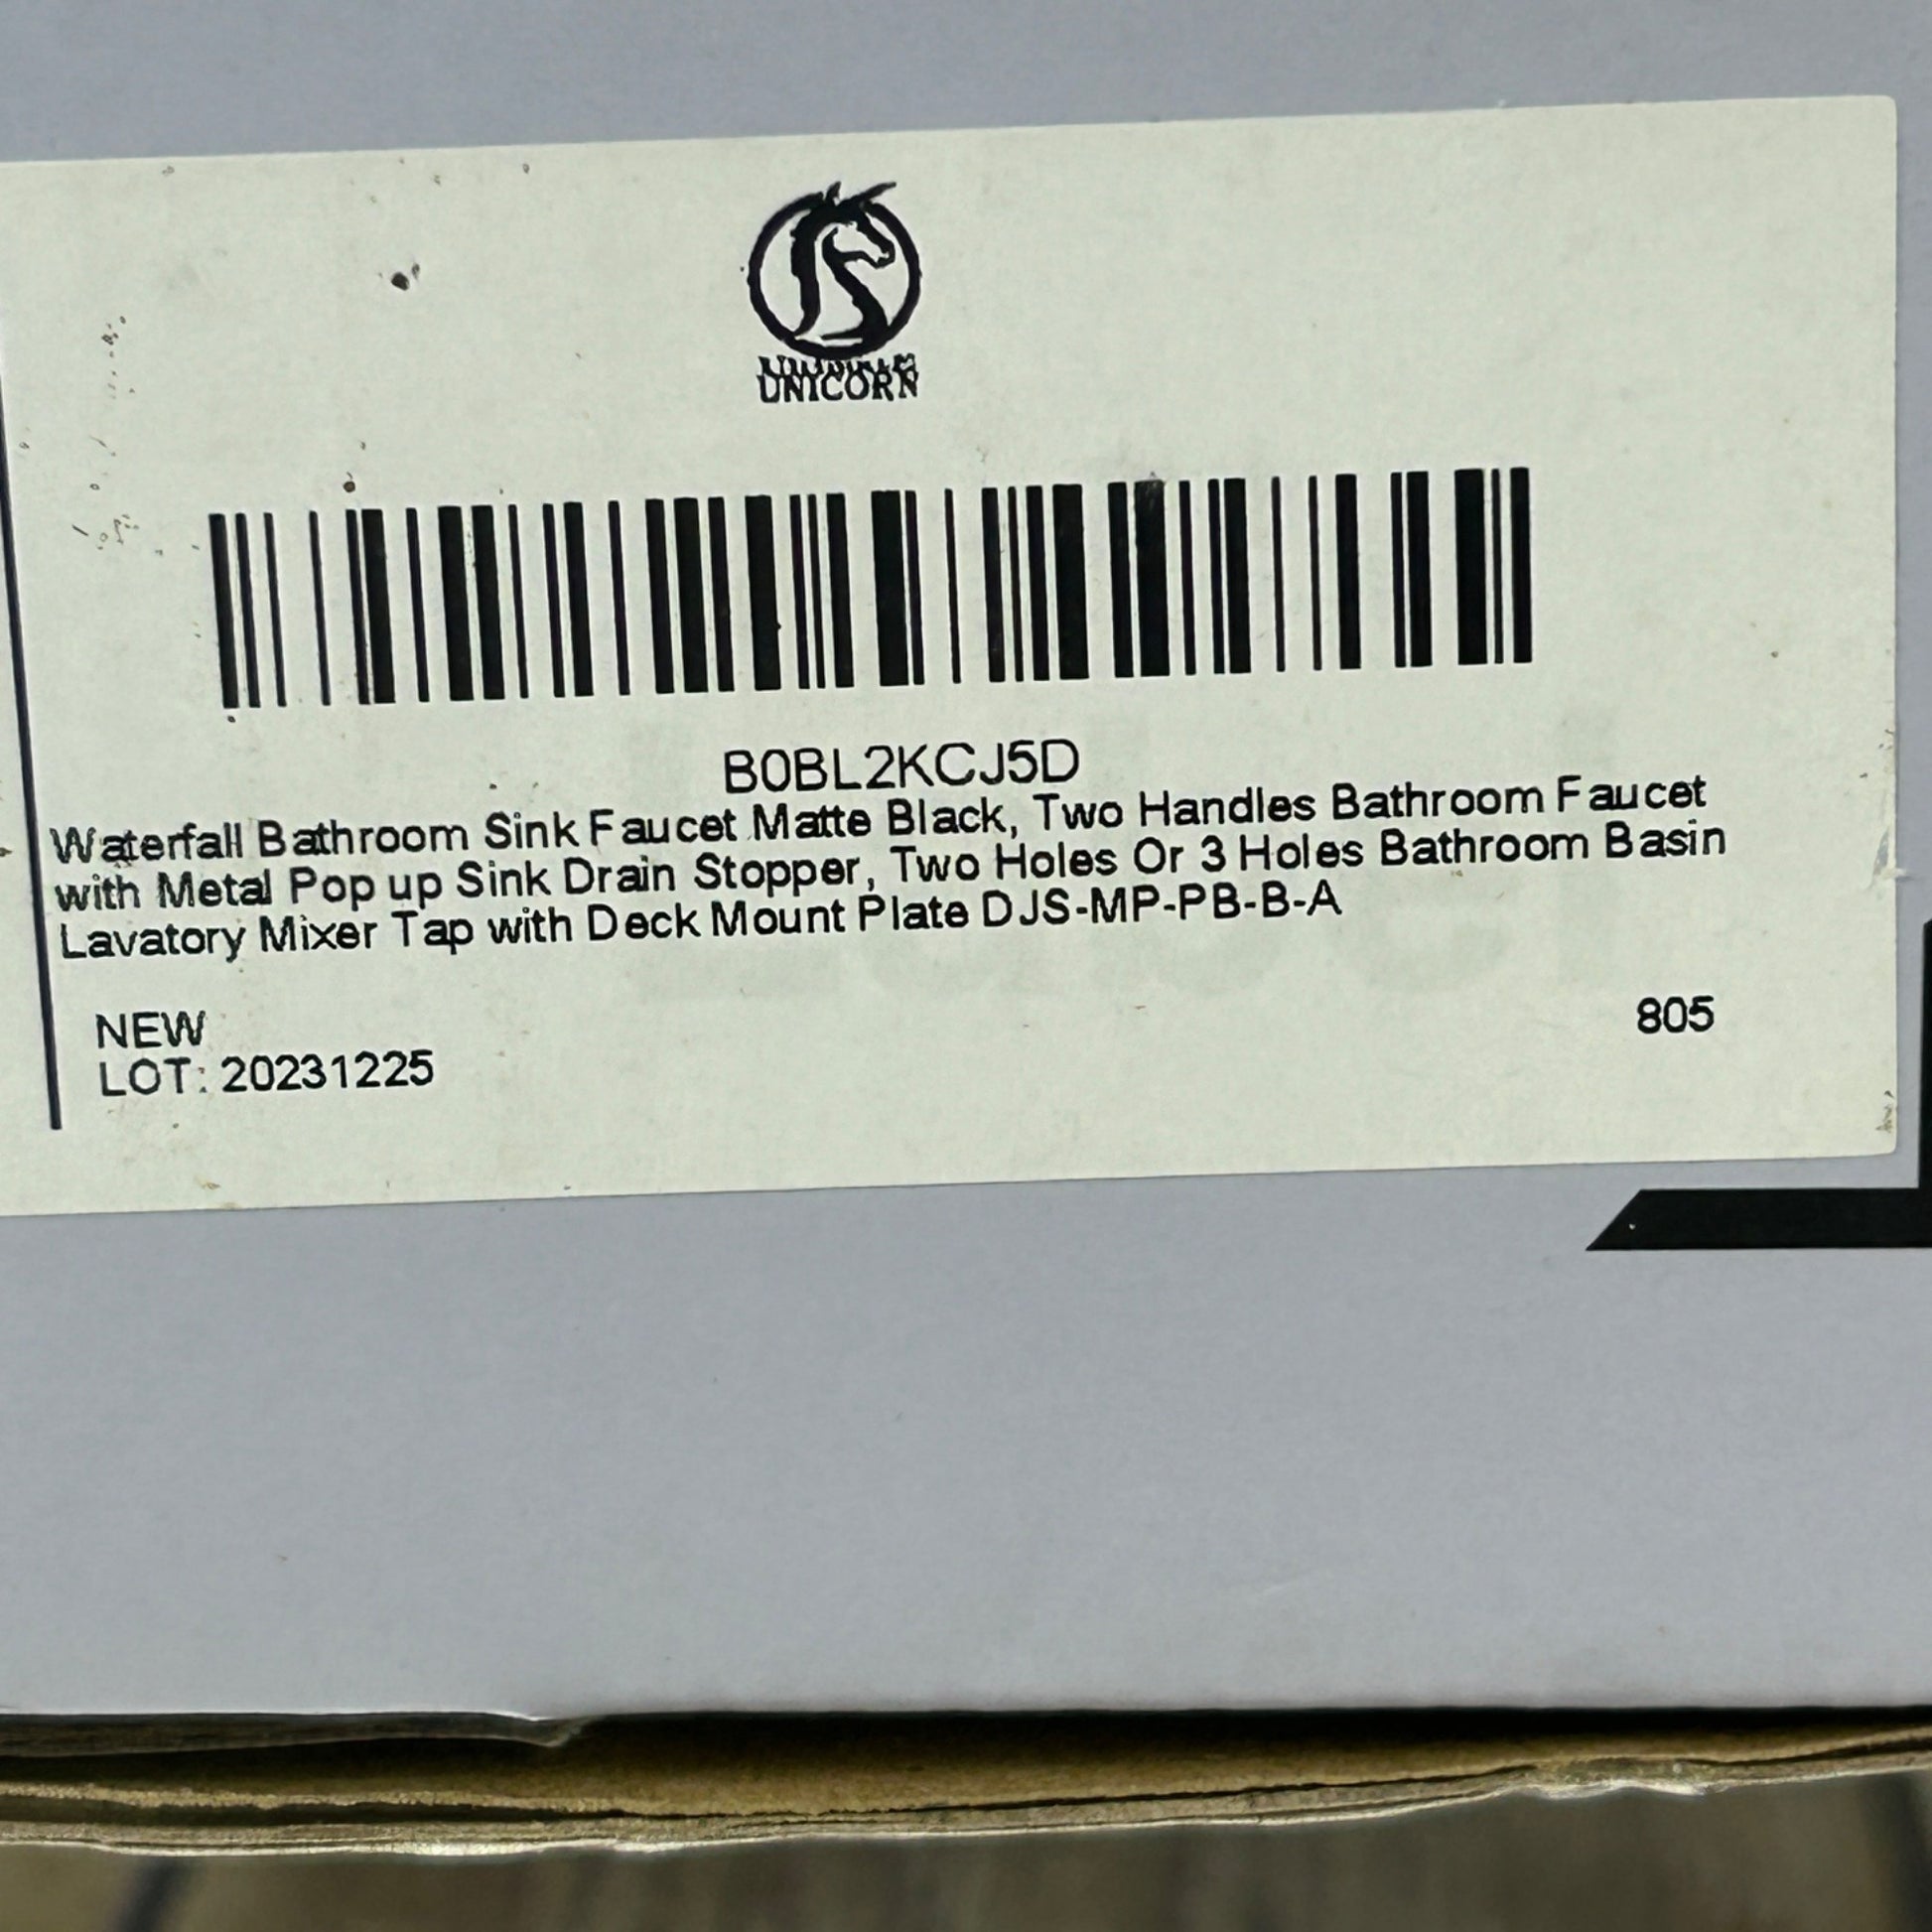 UNICORN
B0BL2KCJ5D
Waterfall Bathroom Sink Faucet Matte Black, Two Handles Bathroom Faucet
with Metal Pop up Sink Drain Stopper, Two Holes Or 3 Holes Bathroom Basin
Lavatory Mixer Tap with Deck Mount Plate DJS-MP-PB-B-A
NEW
805
LOT: 20231225